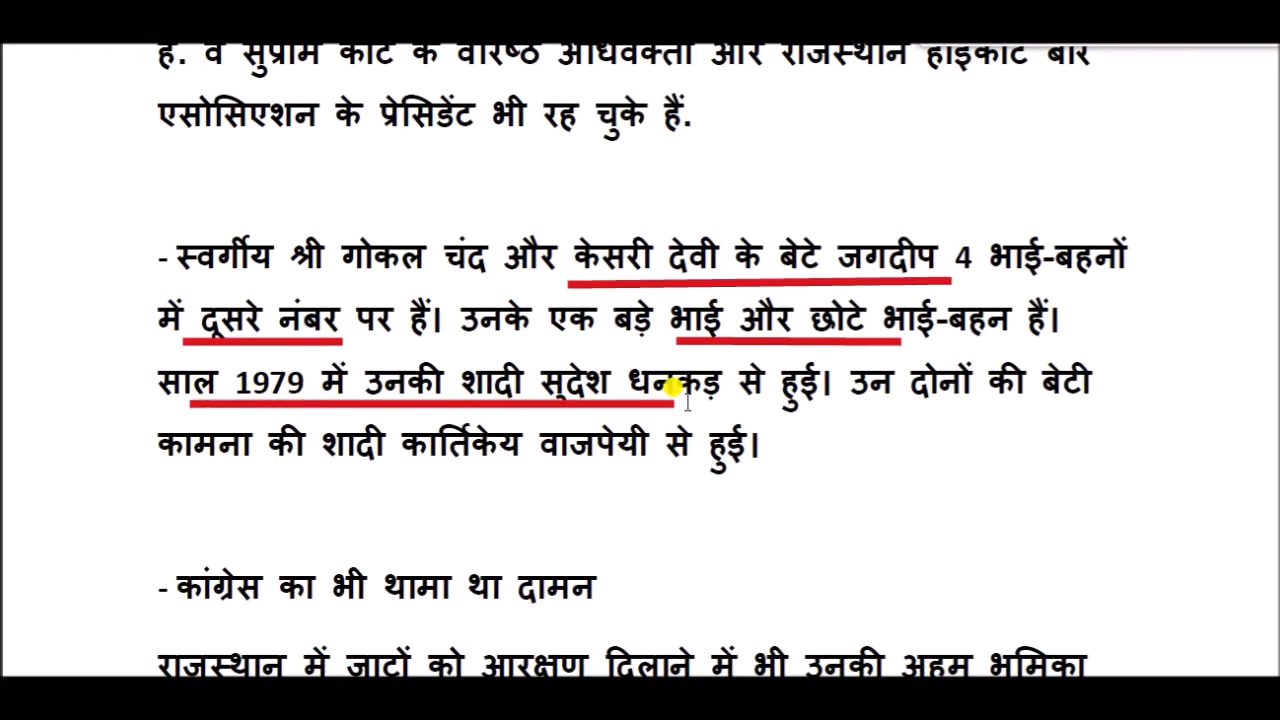 है. वे सुप्रीम कोर्ट के वरिष्ठ अधिवक्ता और राजस्थान हाईकोर्ट बार
एसोसिएशन के प्रेसिडेंट भी रह चुके हैं.
- स्वर्गीय श्री गोकल चंद और केसरी देवी के बेटे जगदीप 4 भाई-बहनों
में दूसरे नंबर पर हैं। उनके एक बड़े भाई और छोटे भाई-बहन हैं।
साल 1979 में उनकी शादी सुदेश धनकड़ से हुई। उन दोनों की बेटी
कामना की शादी कार्तिकेय वाजपेयी से हुई।
- कांग्रेस का भी थामा था दामन
राजस्थान में जाटों को आरक्षण दिलाने में भी उनकी अहम भूमिका